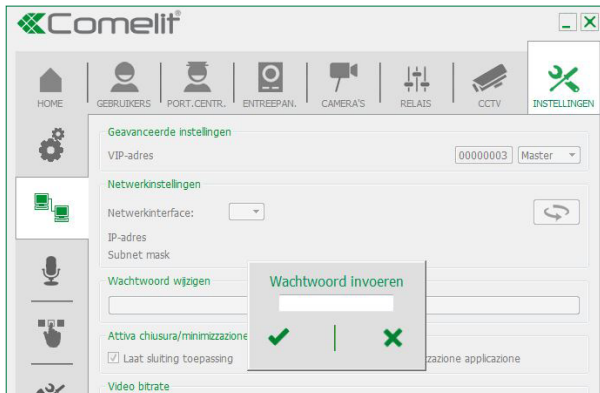 Comelit
HOME
GEBRUIKERS
PORT.CENTR.
ENTREEPAN.
CAMERA'S
RELAIS
CCTV
INSTELLINGEN
Geavanceerde instellingen
VIP-adres
00000003
Master
Netwerkinstellingen
Netwerkinterface:
IP-adres
Subnet mask
Wachtwoord wijzigen
Wachtwoord invoeren
Attiva chiusura/minimizzazione
Laat sluiting toepassing
zazione applicazione
Video bitrate